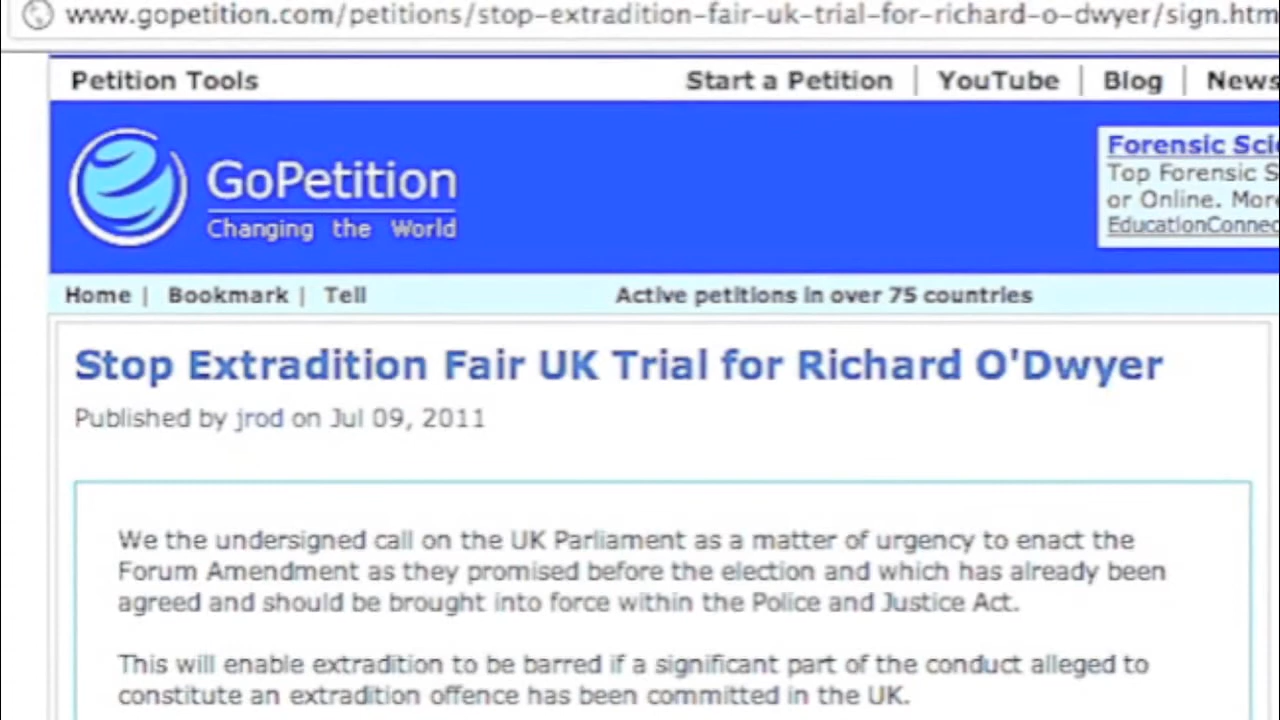 www.gopetition.com/petitions/stop-extradition-fair-uk-trial-for-richard-o-dwyer/sign.htm
Petition Tools
Start a Petition | YouTube | Blog | News
GoPetition
Changing the World
Forensic Sci
Top Forensic S
or Online. More
EducationConnec
Home | Bookmark | Tell
Active petitions in over 75 countries
Stop Extradition Fair UK Trial for Richard O'Dwyer
Published by jrod on Jul 09, 2011
We the undersigned call on the UK Parliament as a matter of urgency to enact the
Forum Amendment as they promised before the election and which has already been
agreed and should be brought into force within the Police and Justice Act.
This will enable extradition to be barred if a significant part of the conduct alleged to
constitute an extradition offence has been committed in the UK.